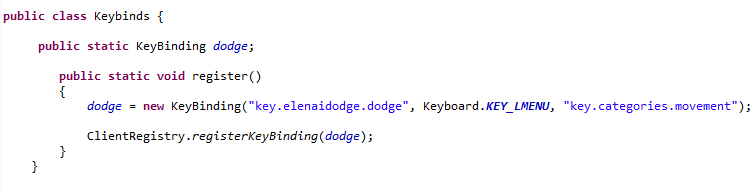 public class Keybinds {
public static KeyBinding dodge;
public static void register()
{
dodge = new KeyBinding("key.elenaidodge.dodge", Keyboard.KEY_LMENU, "key.categories.movement");
ClientRegistry.registerKeyBinding(dodge);
}
}